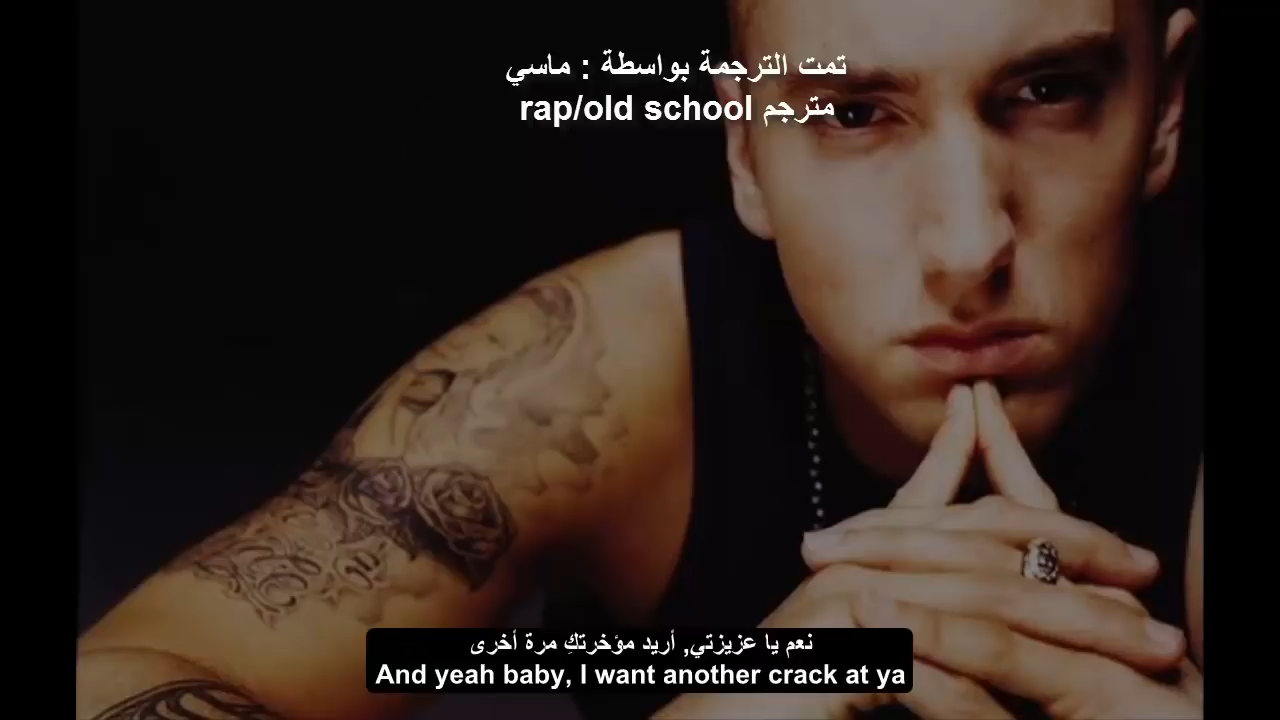 تمت الترجمة بواسطة : ماسي
مترجم rap/old school
نعم يا عزيزتي, أريد مؤخرتكِ مرة أخرى
And yeah baby, I want another crack at ya